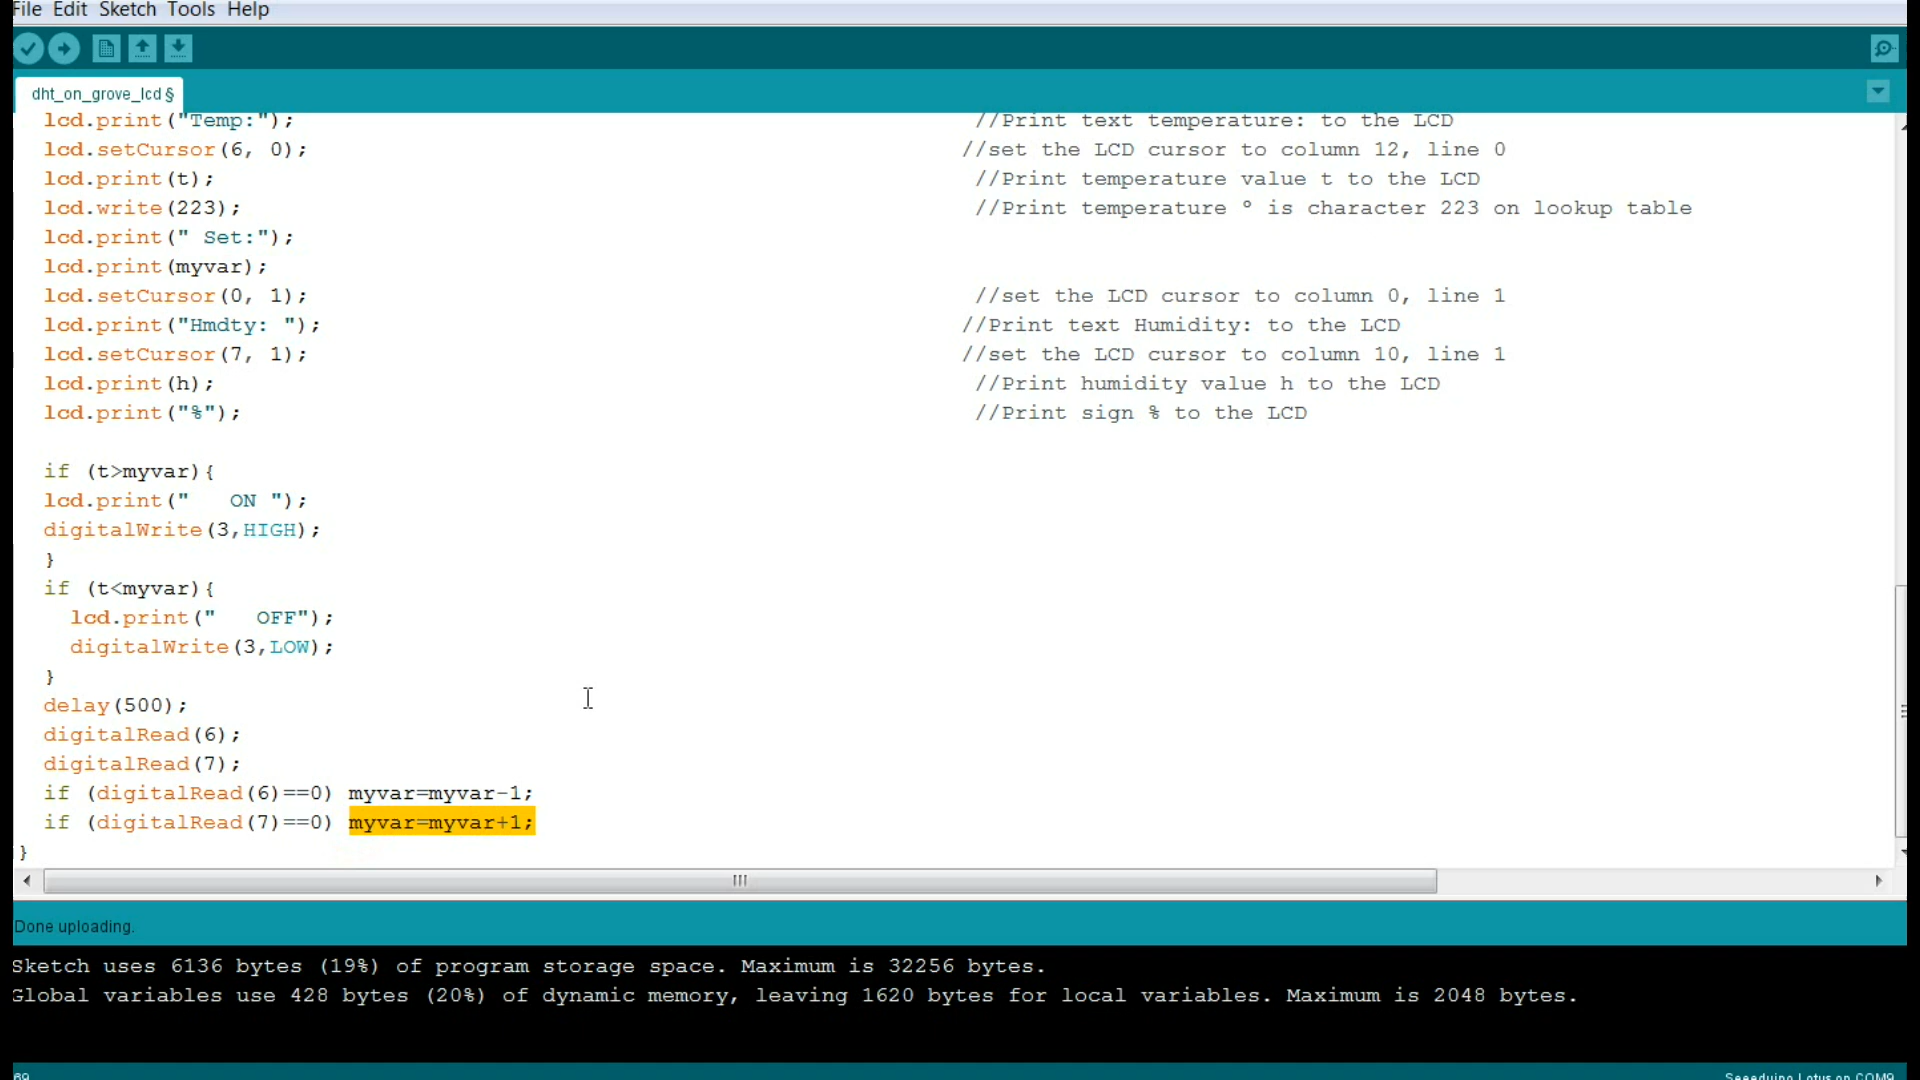 File Edit Sketch Tools Help
dht_on_grove_lcd §
lcd.print("Temp:"); //Print text temperature: to the LCD
lcd.setCursor(6, 0); //set the LCD cursor to column 12, line 0
lcd.print(t); //Print temperature value t to the LCD
lcd.write(223); //Print temperature ° is character 223 on lookup table
lcd.print(" Set:");
lcd.print(myvar);
lcd.setCursor(0, 1); //set the LCD cursor to column 0, line 1
lcd.print("Hmdty: "); //Print text Humidity: to the LCD
lcd.setCursor(7, 1); //set the LCD cursor to column 10, line 1
lcd.print(h); //Print humidity value h to the LCD
lcd.print("%"); //Print sign % to the LCD
if (t>myvar){
lcd.print("   ON ");
digitalWrite(3,HIGH);
}
if (t<myvar){
lcd.print("   OFF");
digitalWrite(3,LOW);
}
delay(500);
digitalRead(6);
digitalRead(7);
if (digitalRead(6)==0) myvar=myvar-1;
if (digitalRead(7)==0) myvar=myvar+1;
}
Done uploading.
Sketch uses 6136 bytes (19%) of program storage space. Maximum is 32256 bytes.
Global variables use 428 bytes (20%) of dynamic memory, leaving 1620 bytes for local variables. Maximum is 2048 bytes.
69 Seeeduino Lotus on COM9